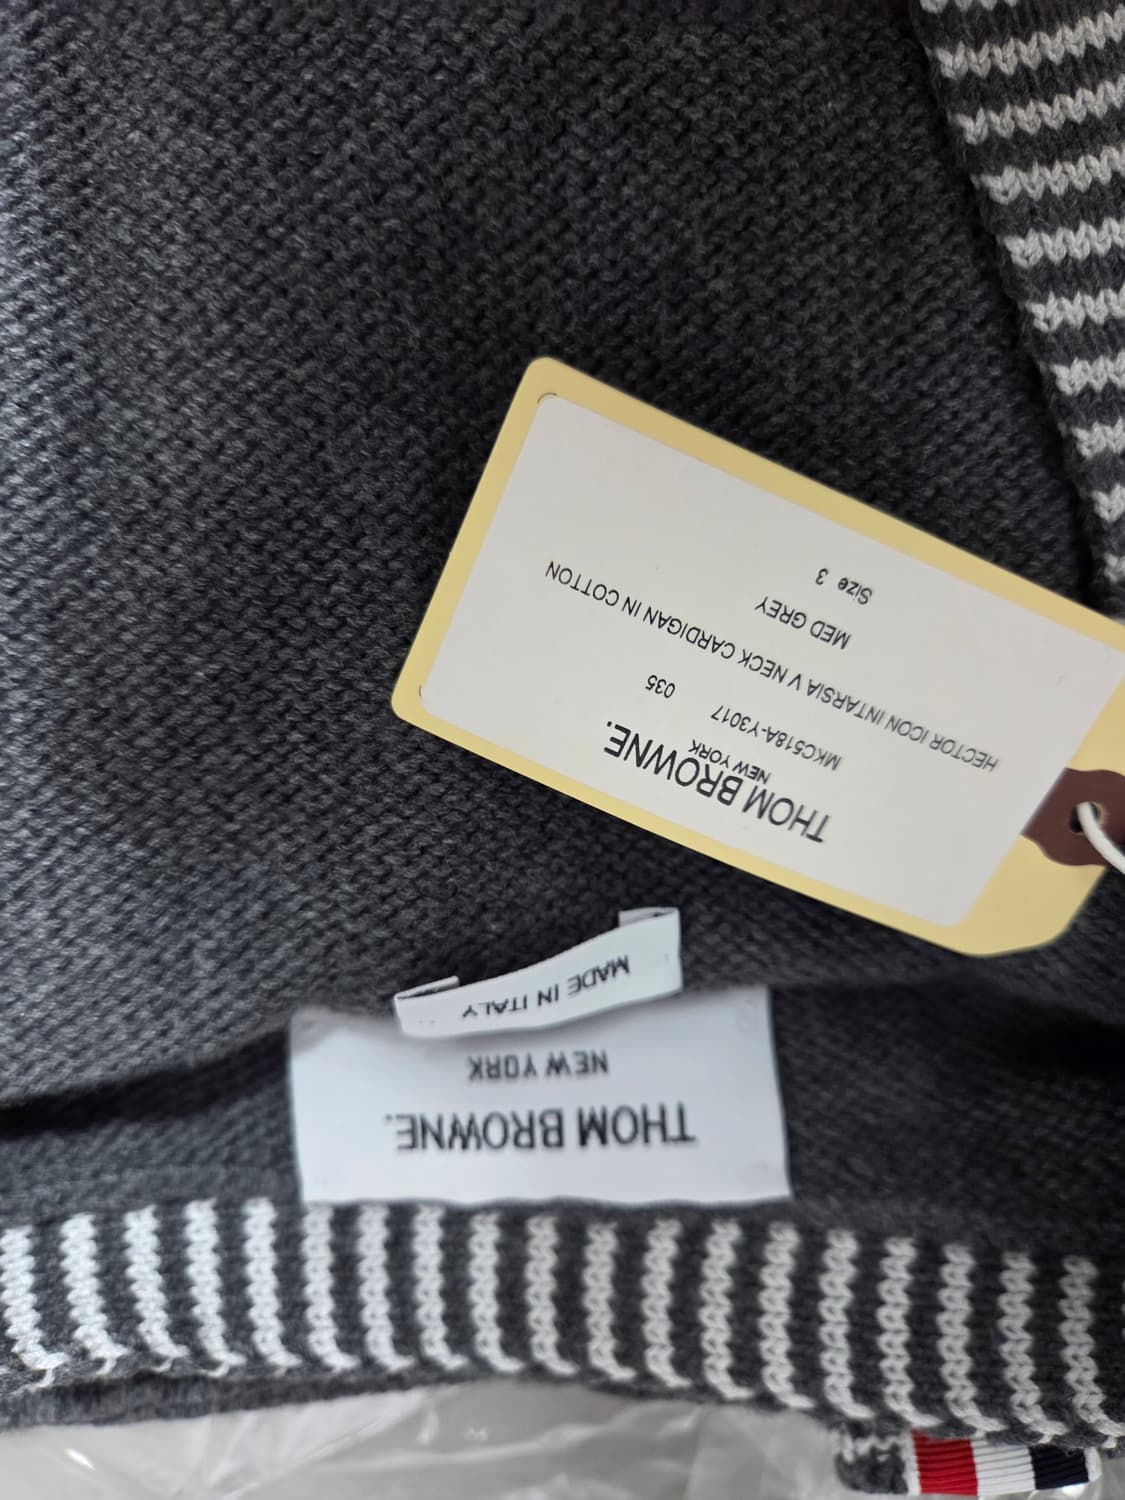 THOM BROWNE.
NEW YORK
MKC518A-Y3017 035
HECTOR ICON INTARSIA V NECK CARDIGAN IN COTTON
MED GREY
Size 3
THOM BROWNE.
NEW YORK
MADE IN ITALY